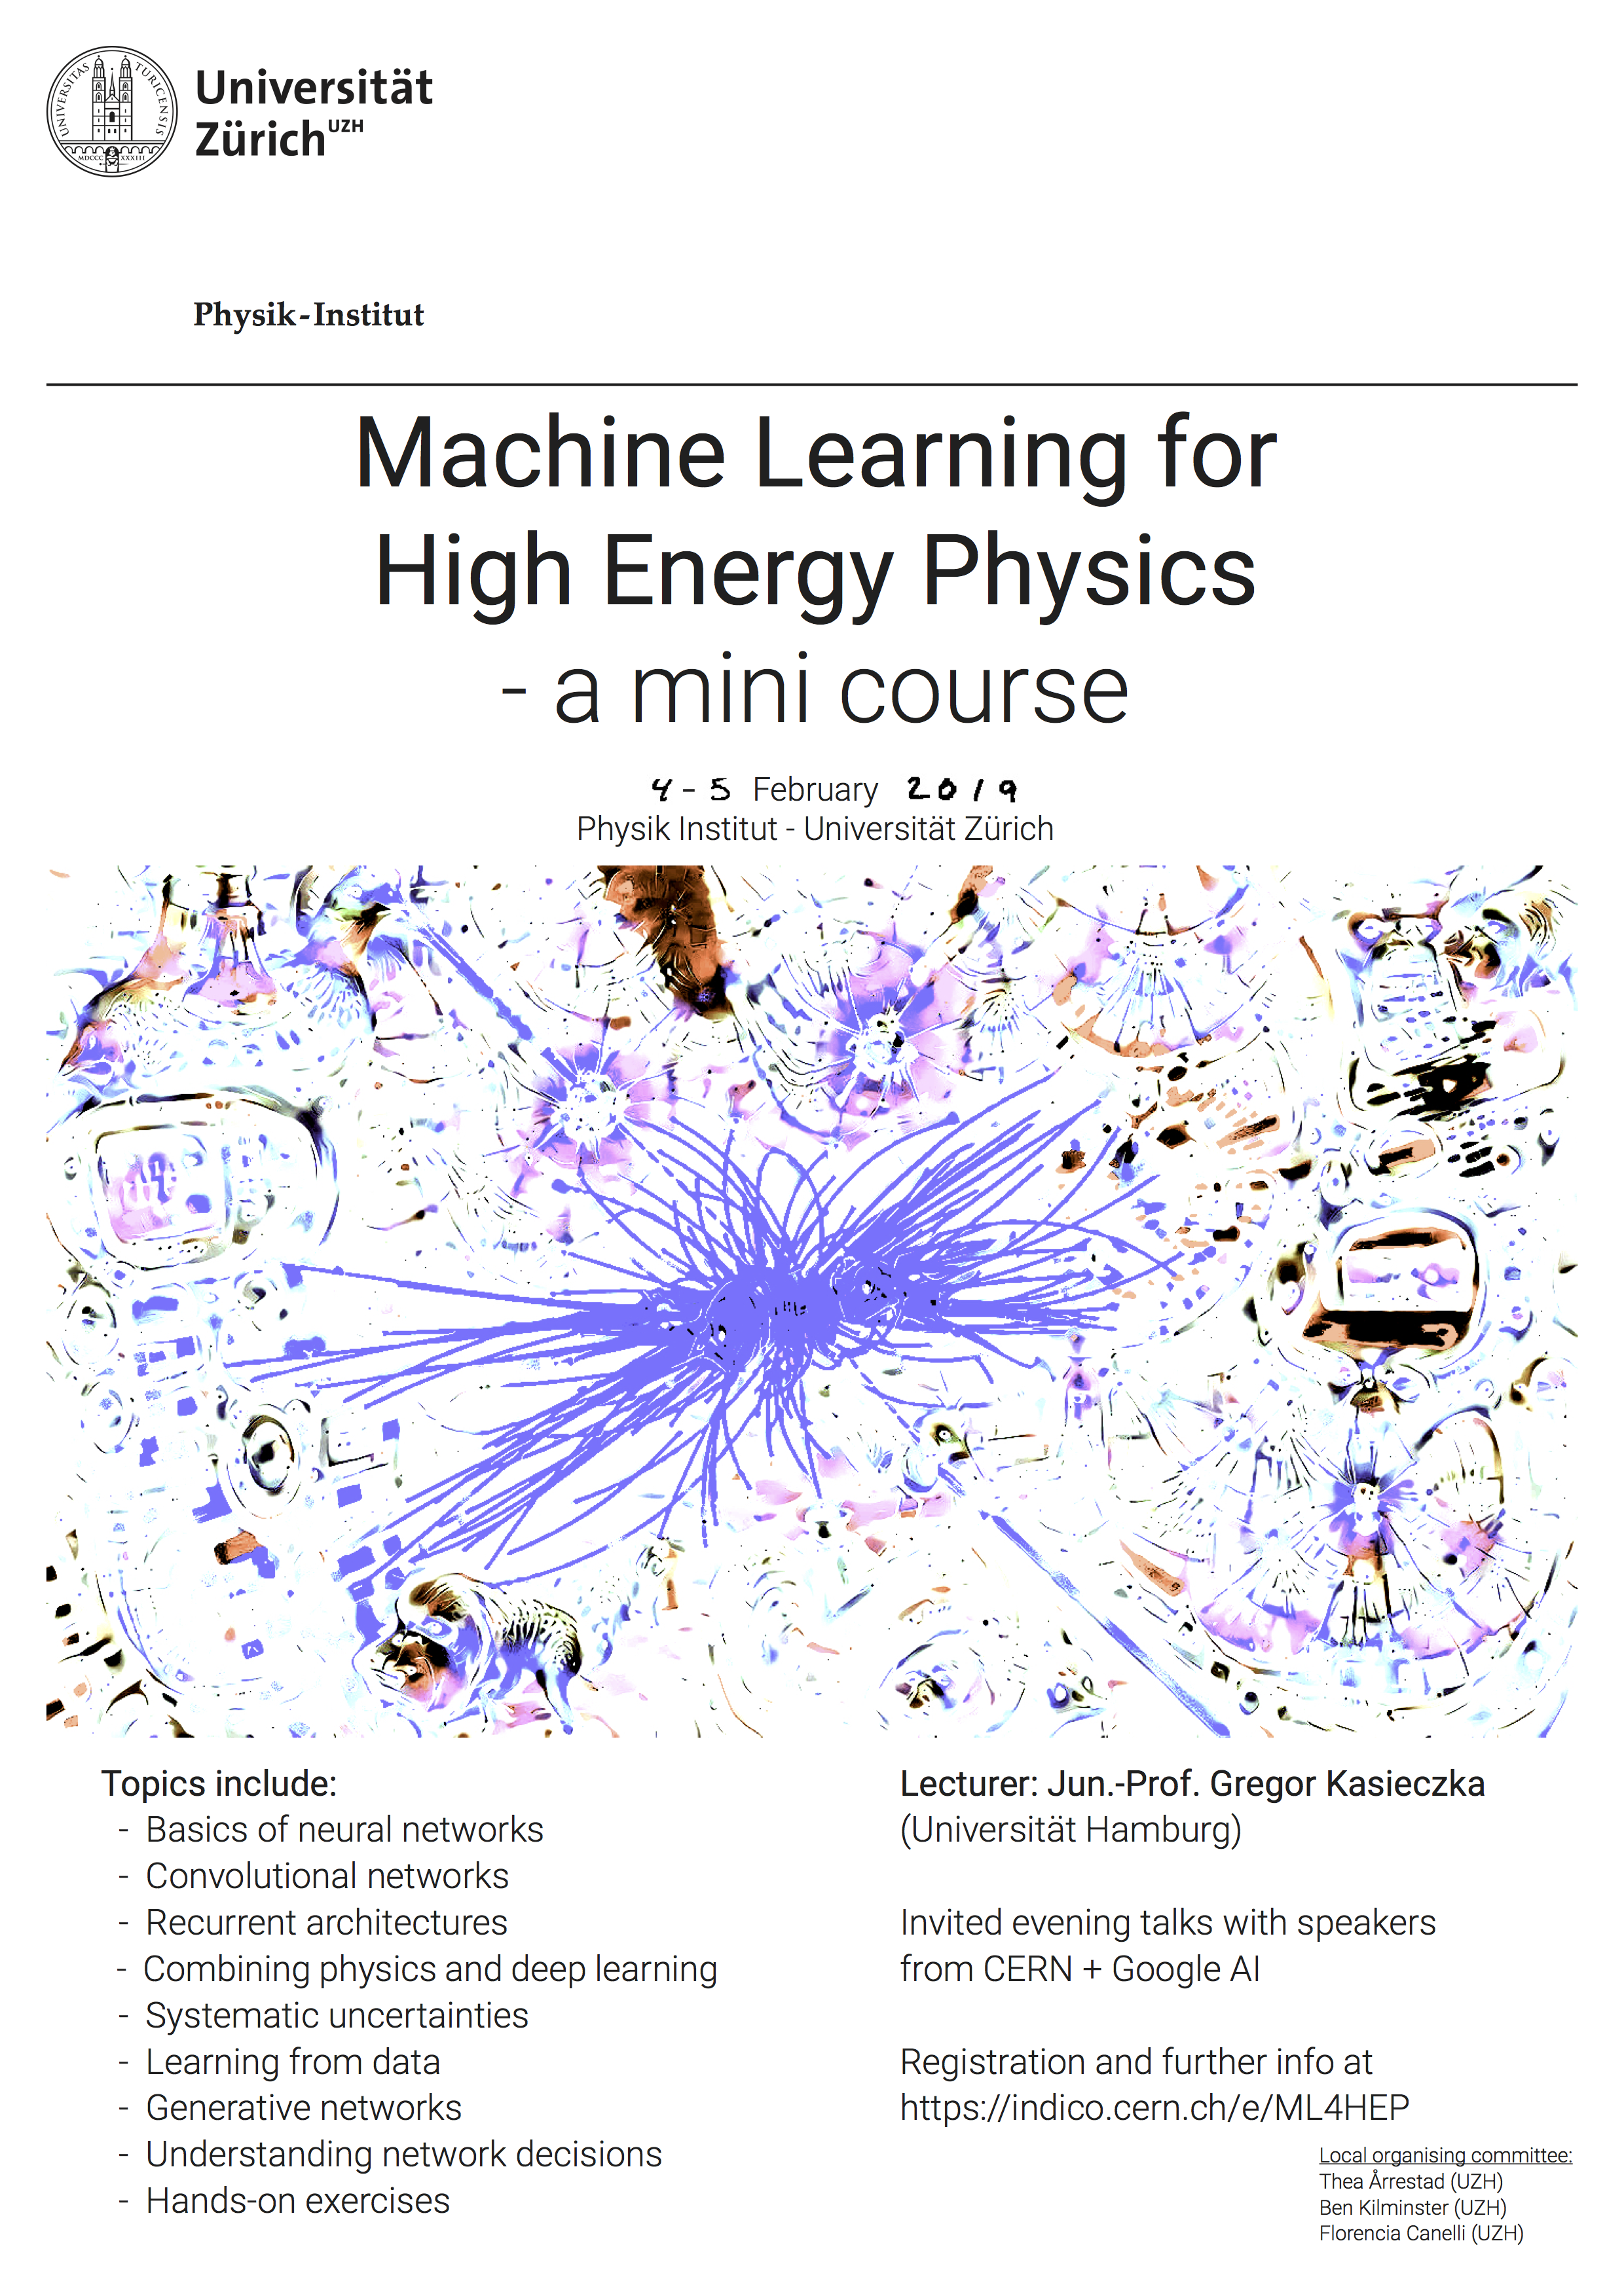 UNIVERSITAS TURICENSIS
MDCCC XXXIII
Universität
Zürich UZH
Physik-Institut
Machine Learning for
High Energy Physics
- a mini course
4-5 February 2019
Physik Institut - Universität Zürich
Topics include:
- Basics of neural networks
- Convolutional networks
- Recurrent architectures
- Combining physics and deep learning
- Systematic uncertainties
- Learning from data
- Generative networks
- Understanding network decisions
- Hands-on exercises
Lecturer: Jun.-Prof. Gregor Kasieczka
(Universität Hamburg)
Invited evening talks with speakers
from CERN + Google AI
Registration and further info at
https://indico.cern.ch/e/ML4HEP
Local organising committee:
Thea Årrestad (UZH)
Ben Kilminster (UZH)
Florencia Canelli (UZH)